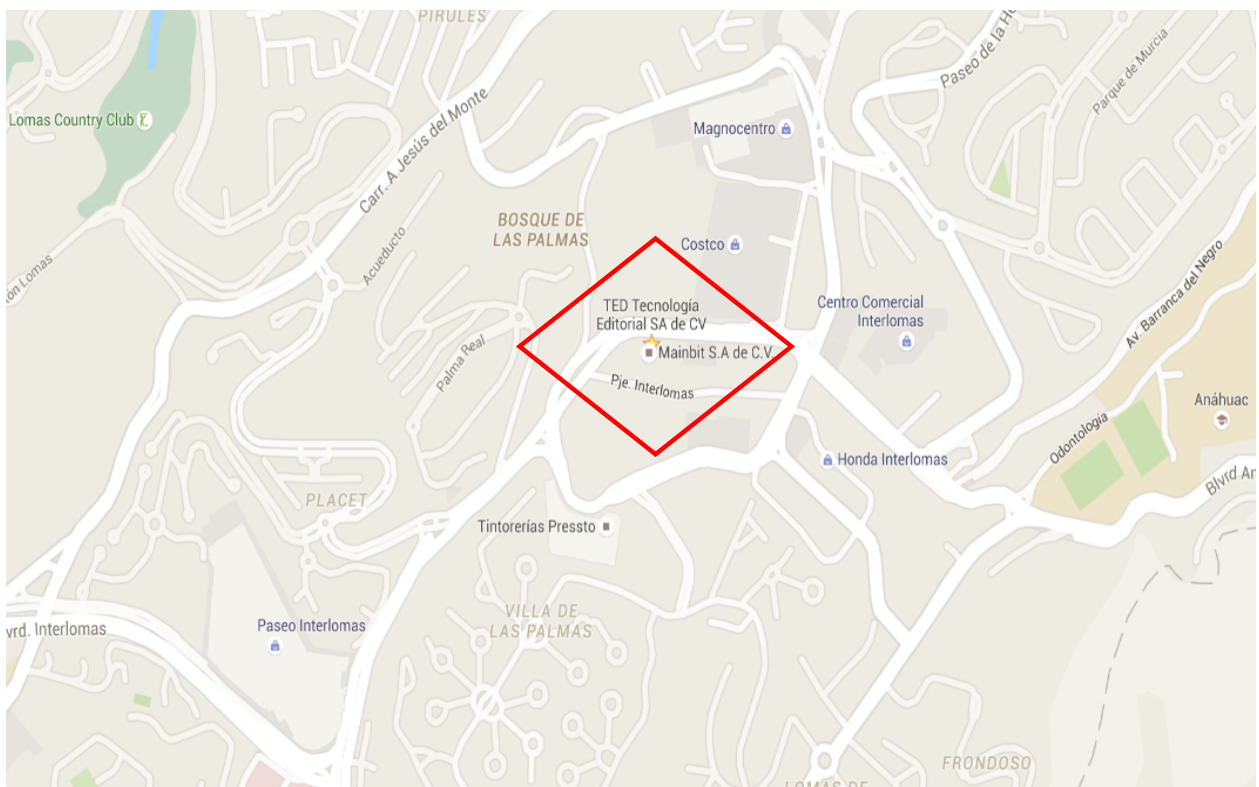 PIRULES
Paseo de la Ho
Parque de Murcia
Lomas Country Club
Carr. A Jesús del Monte
Magnocentro
BOSQUE DE
LAS PALMAS
Costco
Acueducto
ón Lomas
Av. Barranca del Negro
TED Tecnología
Editorial SA de CV
Centro Comercial
Interlomas
Mainbit S.A de C.V.
Palma Real
Pje. Interlomas
Anáhuac
Odontologia
Honda Interlomas
Blvrd An
PLACET
Tintorerías Pressto
VILLA DE
LAS PALMAS
Paseo Interlomas
vrd. Interlomas
FRONDOSO
LOMAS DE